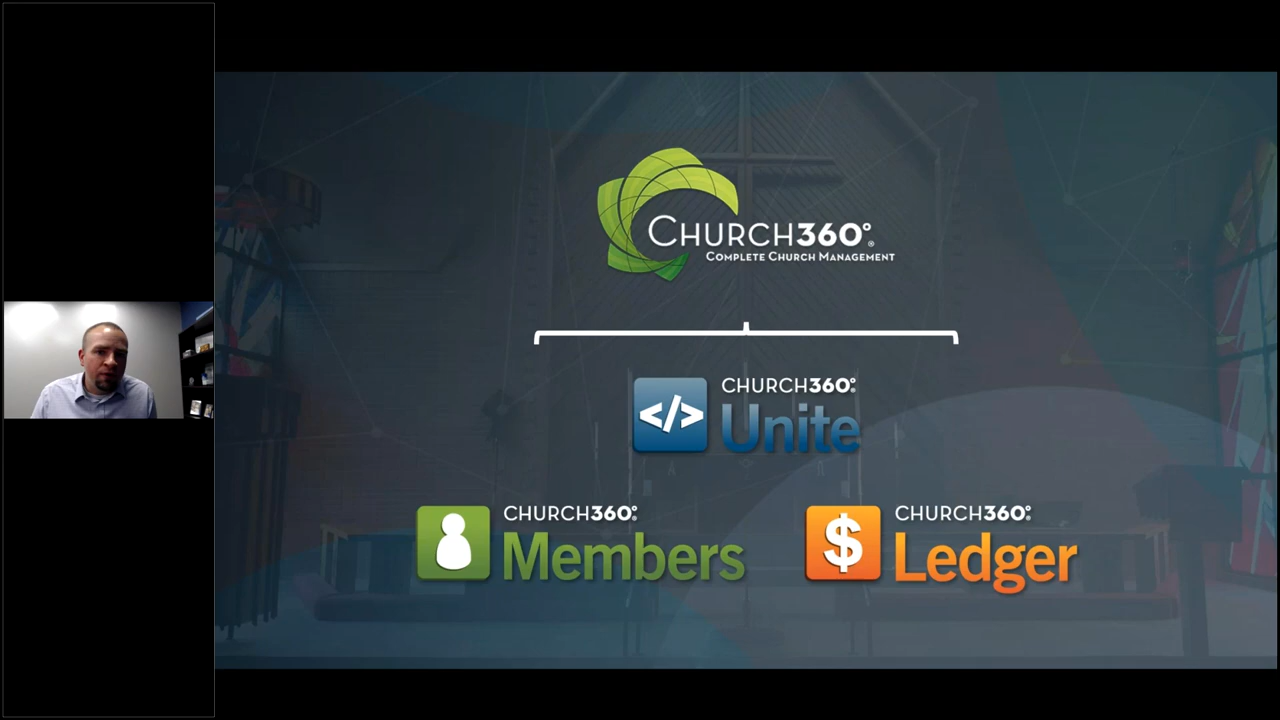 CHURCH360°®
COMPLETE CHURCH MANAGEMENT
</>
CHURCH360°
Unite
CHURCH360°
Members
$
CHURCH360°
Ledger